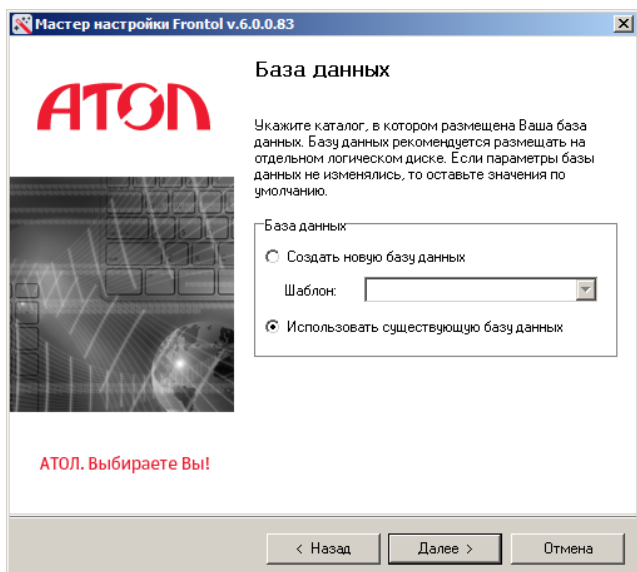 Мастер настройки Frontol v.6.0.0.83
АТОЛ
База данных
Укажите каталог, в котором размещена Ваша база
данных. Базу данных рекомендуется размещать на
отдельном логическом диске. Если параметры базы
данных не изменялись, то оставьте значения по
умолчанию.
База данных
Создать новую базу данных
Шаблон:
Использовать существующую базу данных
АТОЛ. Выбираете Вы!
< Назад
Далее >
Отмена